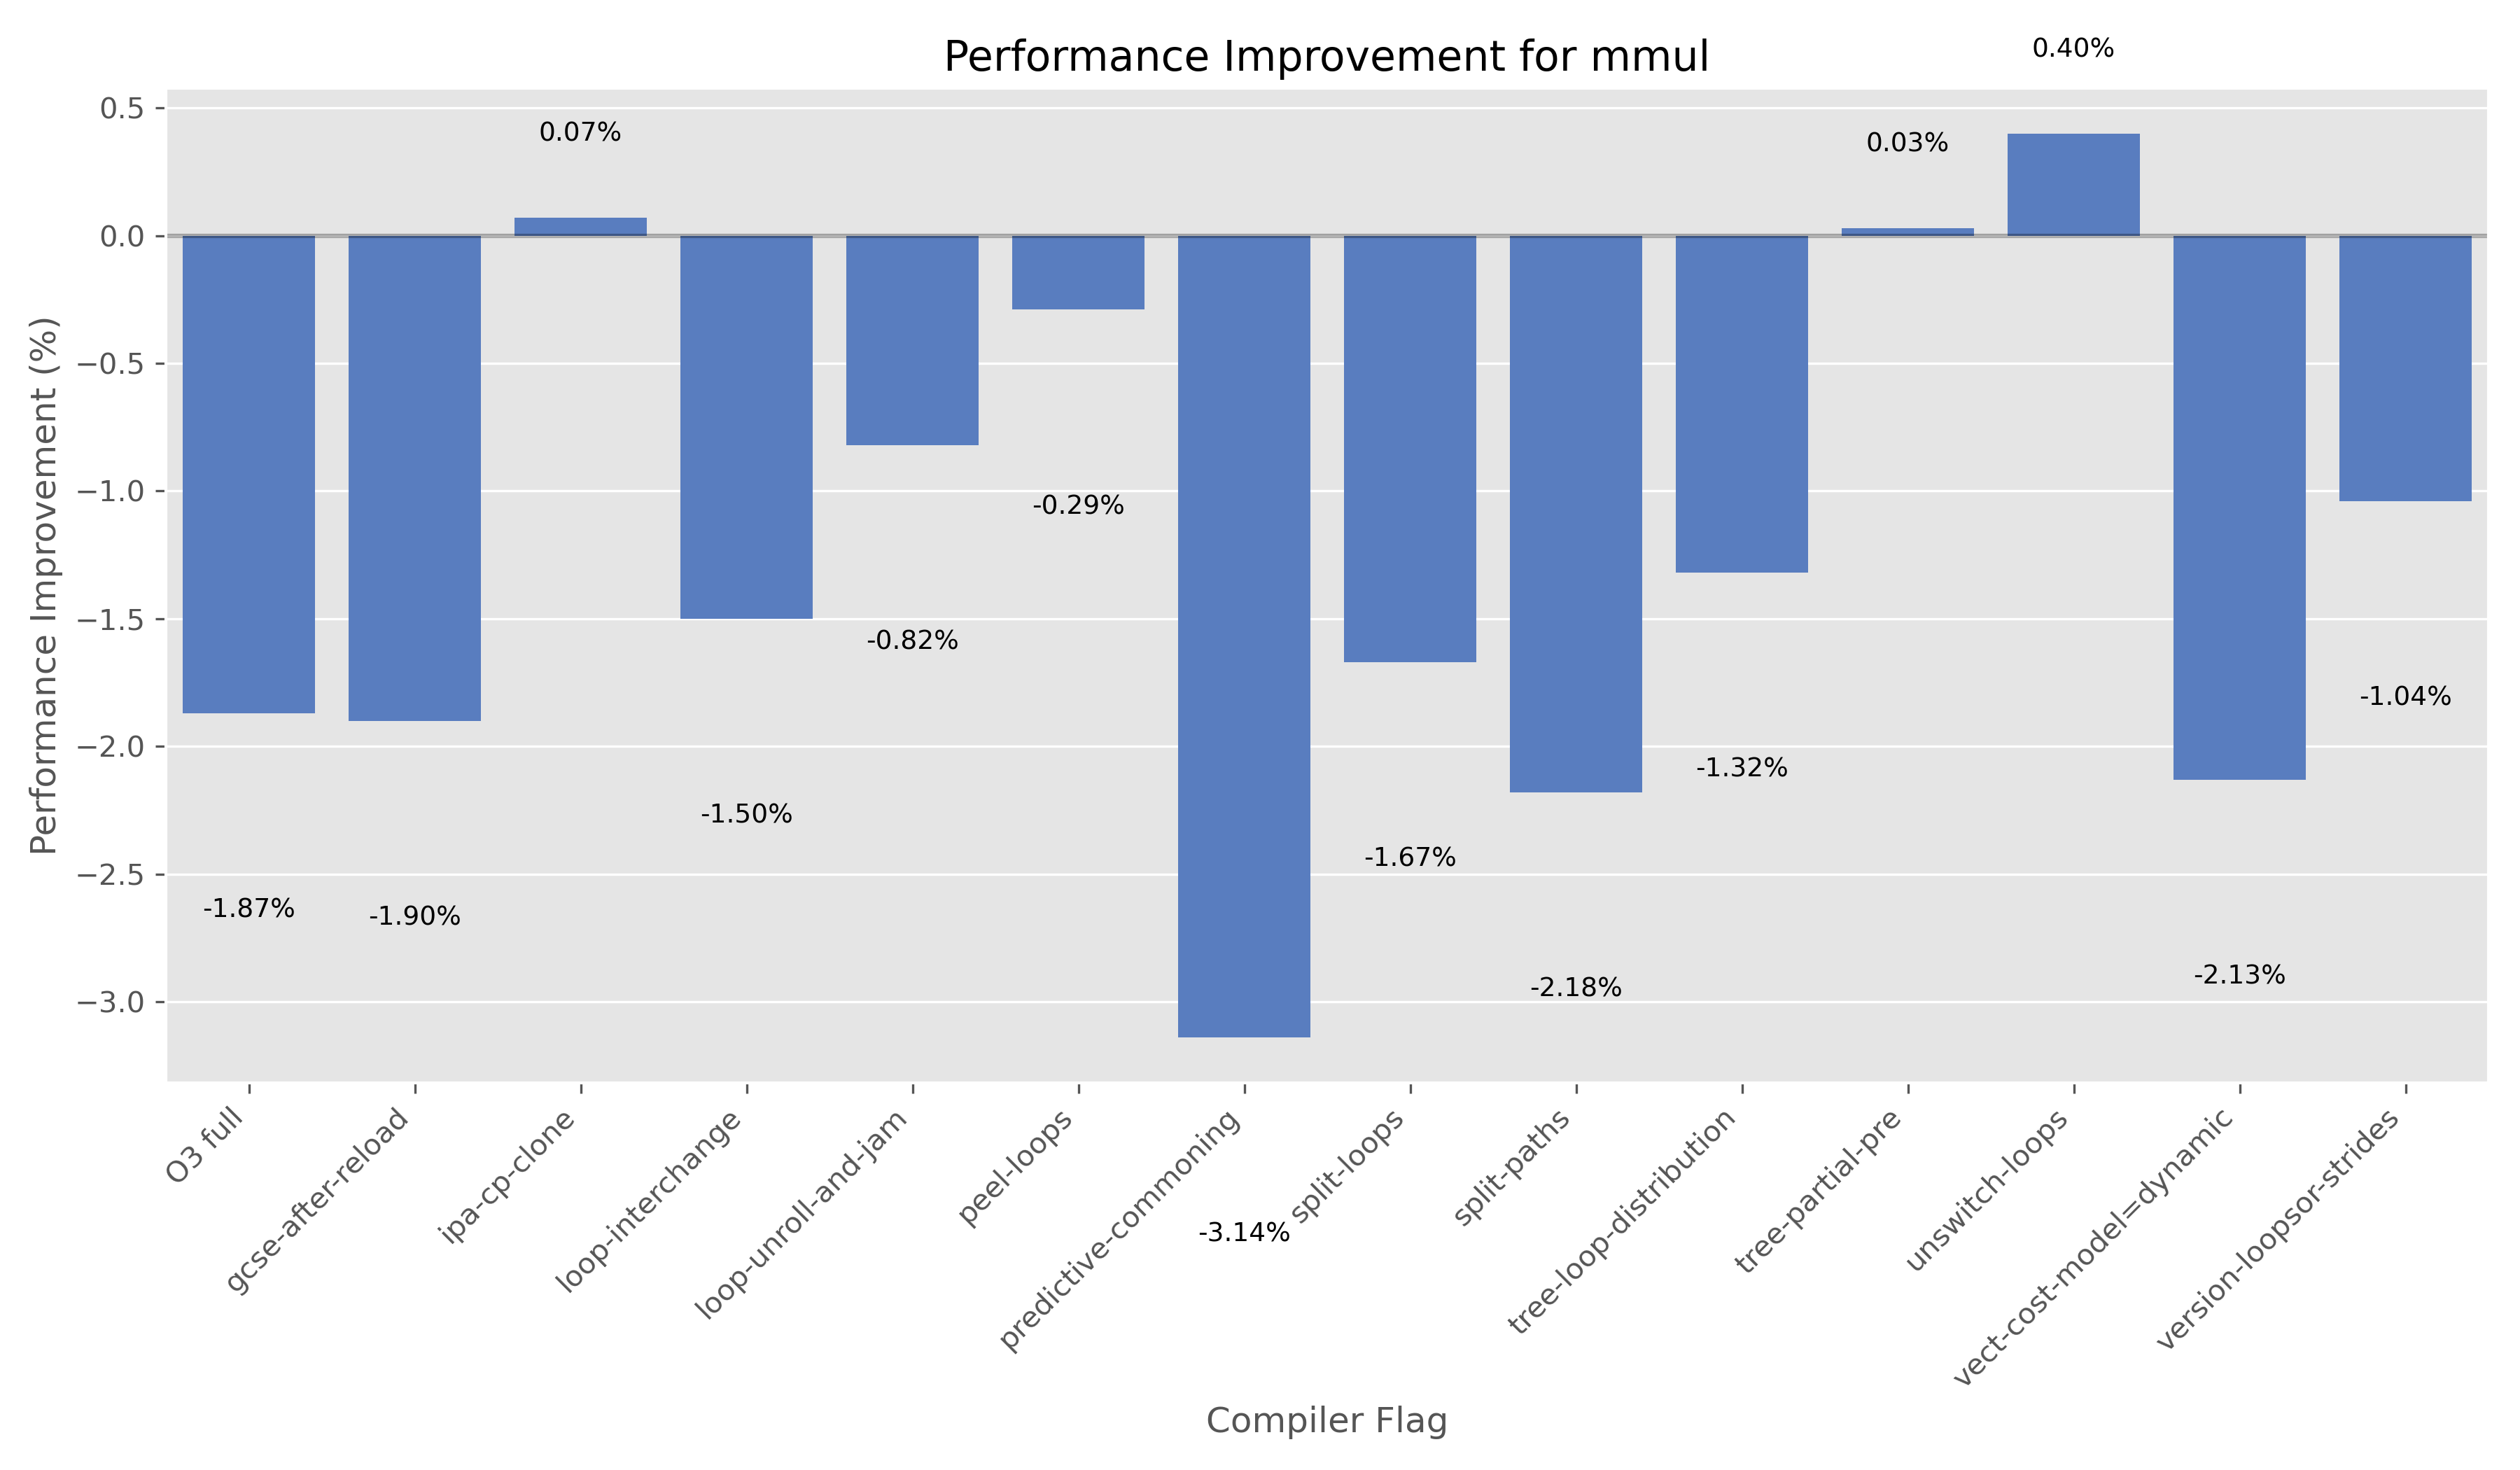 Performance Improvement for mmul
0.40%
0.5
0.07%
0.03%
0.0
−0.5
-0.29%
−1.0
−1.5
-0.82%
-1.04%
−2.0
-1.32%
-1.50%
-1.67%
−2.5
-1.87%
-1.90%
-2.13%
-2.18%
−3.0
-3.14%
Performance Improvement (%)
O3 full
gcse-after-reload
ipa-cp-clone
loop-interchange
loop-unroll-and-jam
peel-loops
predictive-commoning
split-loops
split-paths
tree-loop-distribution
tree-partial-pre
unswitch-loops
vect-cost-model=dynamic
version-loopsor-strides
Compiler Flag